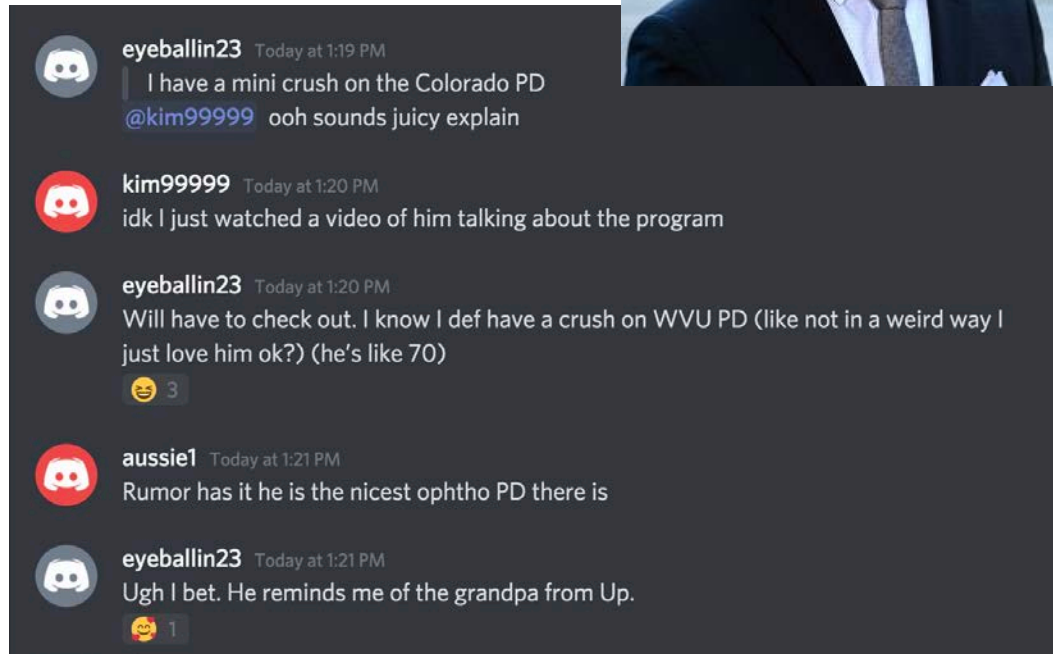 eyeballin23 Today at 1:19 PM
I have a mini crush on the Colorado PD
@kim99999 ooh sounds juicy explain
kim99999 Today at 1:20 PM
idk I just watched a video of him talking about the program
eyeballin23 Today at 1:20 PM
Will have to check out. I know I def have a crush on WVU PD (like not in a weird way I
just love him ok?) (he's like 70)
😆 3
aussie1 Today at 1:21 PM
Rumor has it he is the nicest ophtho PD there is
eyeballin23 Today at 1:21 PM
Ugh I bet. He reminds me of the grandpa from Up.
🥰 1